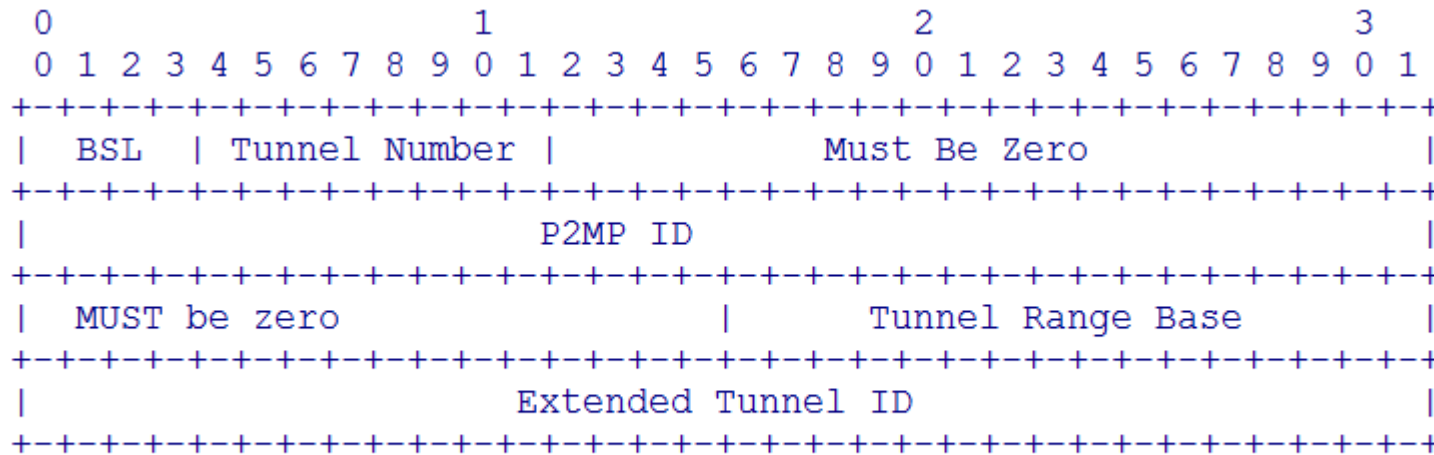 0                   1                   2                   3
0 1 2 3 4 5 6 7 8 9 0 1 2 3 4 5 6 7 8 9 0 1 2 3 4 5 6 7 8 9 0 1
+-+-+-+-+-+-+-+-+-+-+-+-+-+-+-+-+-+-+-+-+-+-+-+-+-+-+-+-+-+-+-+-+
|  BSL  | Tunnel Number |            Must Be Zero               |
+-+-+-+-+-+-+-+-+-+-+-+-+-+-+-+-+-+-+-+-+-+-+-+-+-+-+-+-+-+-+-+-+
|                       P2MP ID                                 |
+-+-+-+-+-+-+-+-+-+-+-+-+-+-+-+-+-+-+-+-+-+-+-+-+-+-+-+-+-+-+-+-+
|  MUST be zero                 |      Tunnel Range Base        |
+-+-+-+-+-+-+-+-+-+-+-+-+-+-+-+-+-+-+-+-+-+-+-+-+-+-+-+-+-+-+-+-+
|                      Extended Tunnel ID                       |
+-+-+-+-+-+-+-+-+-+-+-+-+-+-+-+-+-+-+-+-+-+-+-+-+-+-+-+-+-+-+-+-+